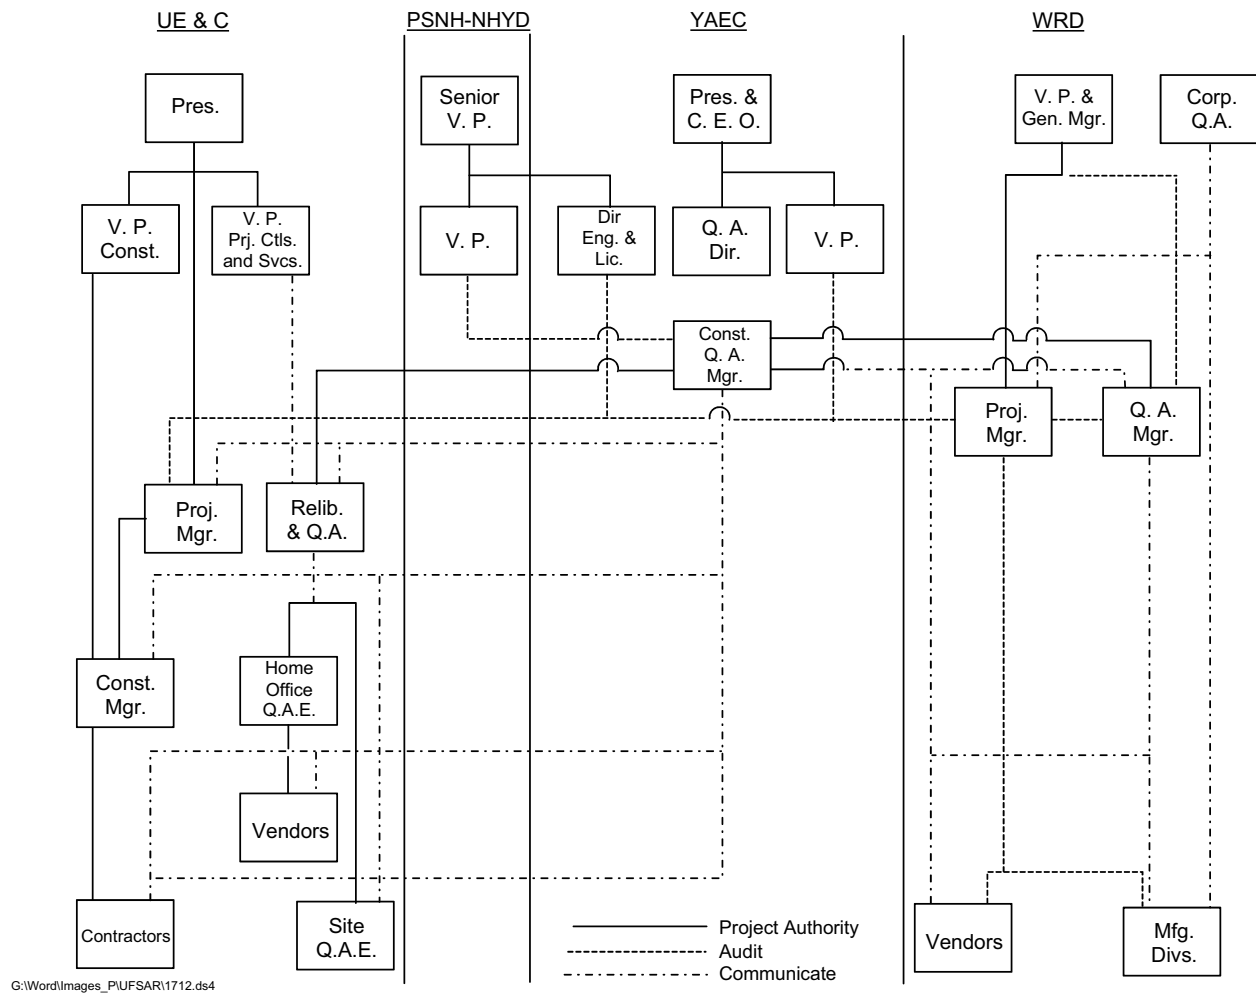 UE & C
PSNH-NHYD
YAEC
WRD
Pres.
Senior
V. P.
Pres. &
C. E. O.
V. P. &
Gen. Mgr.
Corp.
Q.A.
V. P.
Const.
V. P.
Prj. Ctls.
and Svcs.
V. P.
Dir
Eng. &
Lic.
Q. A.
Dir.
V. P.
Const.
Q. A.
Mgr.
Proj.
Mgr.
Q. A.
Mgr.
Proj.
Mgr.
Relib.
& Q.A.
Const.
Mgr.
Home
Office
Q.A.E.
Vendors
Contractors
Site
Q.A.E.
Project Authority
Audit
Communicate
Vendors
Mfg.
Divs.
G:\Word\Images_P\UFSAR\1712.ds4